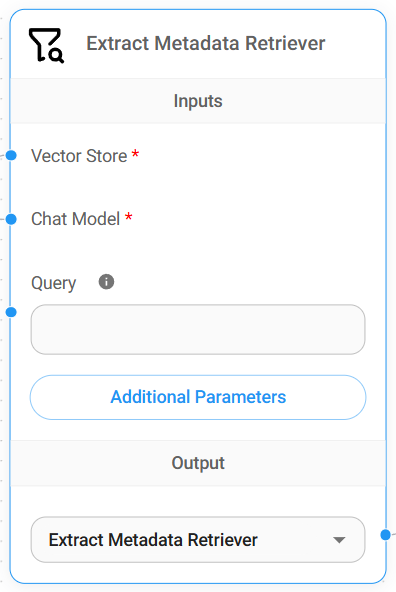 Extract Metadata Retriever
Inputs
Vector Store *
Chat Model *
Query
Additional Parameters
Output
Extract Metadata Retriever